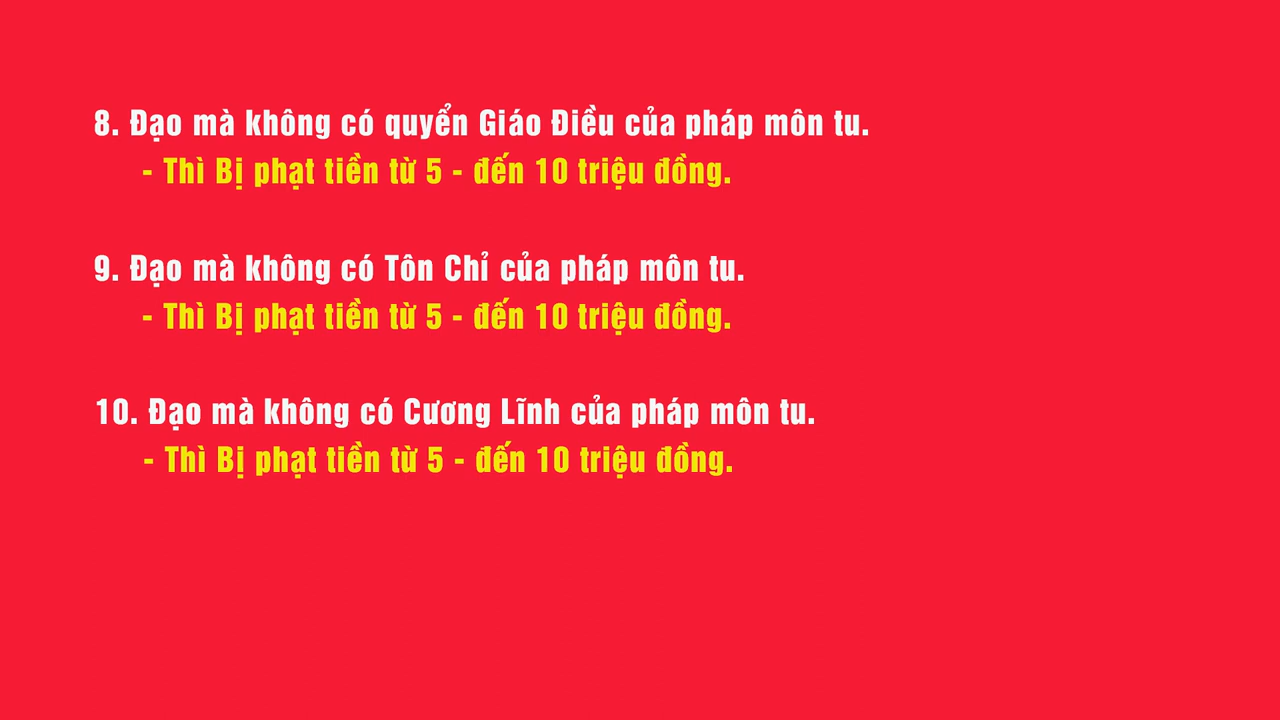 8. Đạo mà không có quyển Giáo Điều của pháp môn tu.
- Thì Bị phạt tiền từ 5 - đến 10 triệu đồng.
9. Đạo mà không có Tôn Chỉ của pháp môn tu.
- Thì Bị phạt tiền từ 5 - đến 10 triệu đồng.
10. Đạo mà không có Cương Lĩnh của pháp môn tu.
- Thì Bị phạt tiền từ 5 - đến 10 triệu đồng.